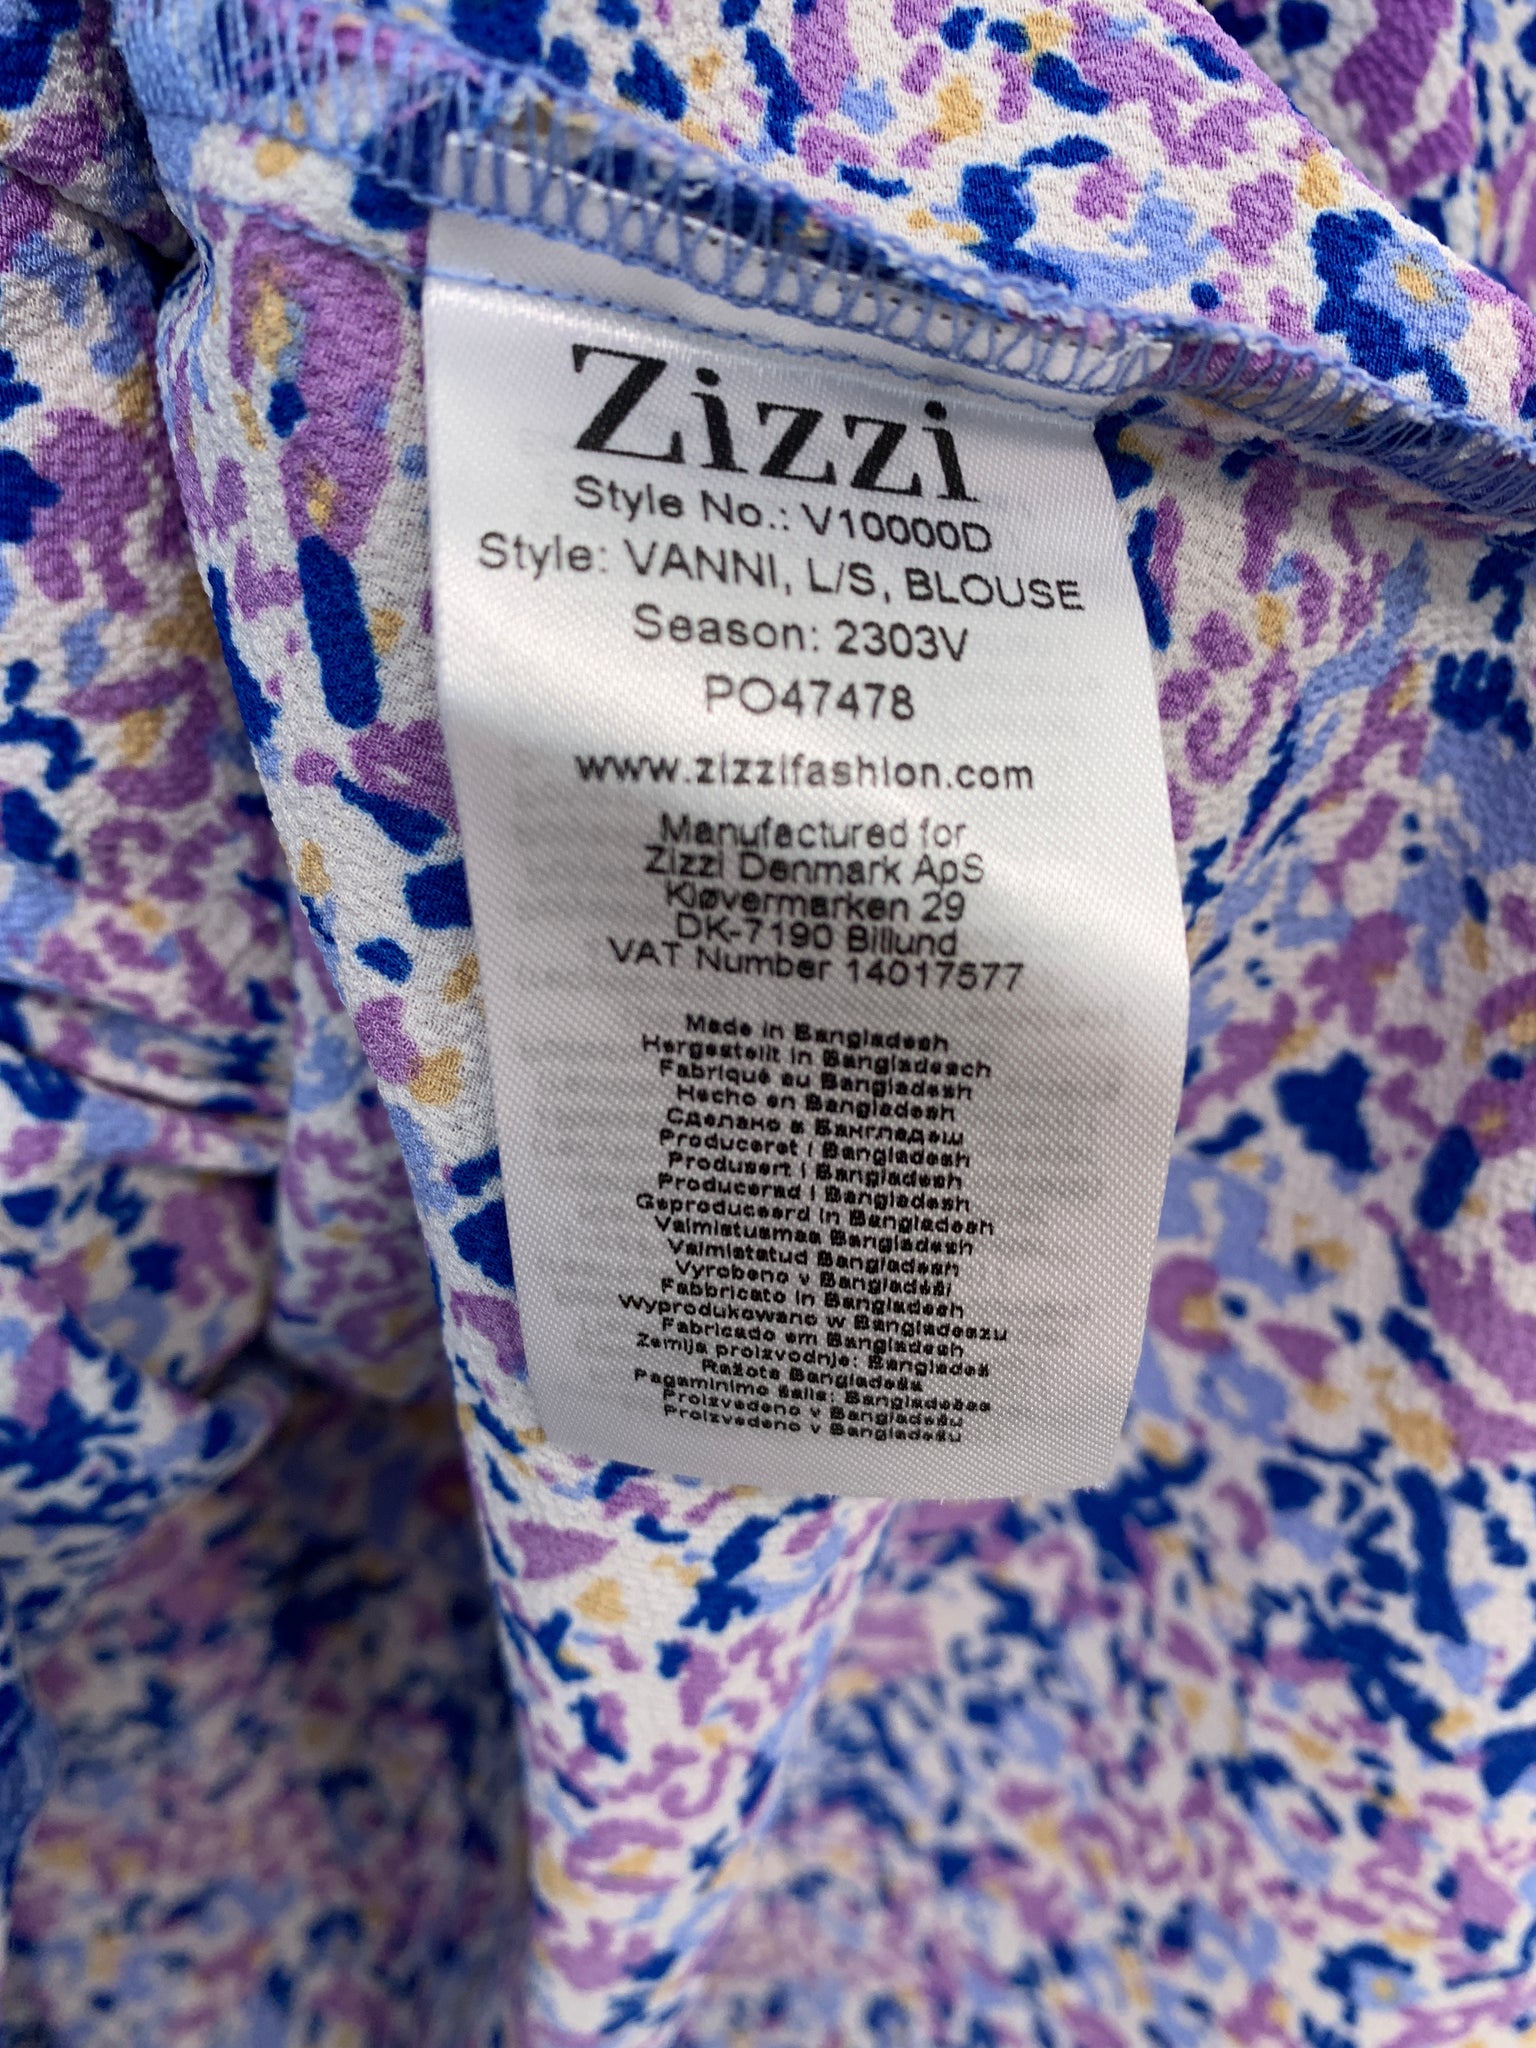 Zizzi
Style No.: V10000D
Style: VANNI, L/S, BLOUSE
Season: 2303V
PO47478
www.zizzifashion.com
Manufactured for
Zizzi Denmark ApS
Kløvermarken 29
DK-7190 Billund
VAT Number 14017577
Made in Bangladesh
Hergestellt in Bangladesch
Fabriqué au Bangladesh
Hecho en Bangladesh
Сделано в Бангладеш
Produceret i Bangladesh
Produsert i Bangladesh
Producerad i Bangladesh
Geproduceerd in Bangladesh
Valmistusmaa Bangladesh
Valmistatud Bangladesh
Vyrobeno v Bangladéši
Fabbricato in Bangladesh
Wyprodukowano w Bangladeszu
Fabricado em Bangladesh
Zemlja proizvodnje: Bangladeš
Ražots Bangladešā
Pagaminimo šalis: Bangladešas
Proizvedeno v Bangladešu
Proizvedeno v Bangladešu